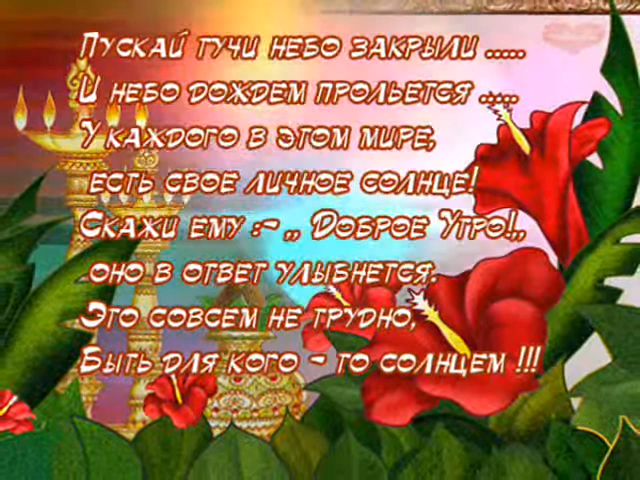 Пускай тучи небо закрыли .....
И небо дождем прольется .....
У каждого в этом мире,
есть свое личное солнце!
Скажи ему :- ,, Доброе Утро!,,
оно в ответ улыбнется.
Это совсем не трудно,
Быть для кого - то солнцем !!!